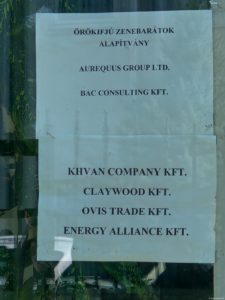 ÖRÖKIFJÚ ZENEBARÁTOK
ALAPÍTVÁNY
AUREQUUS GROUP LTD.
BAC CONSULTING KFT.
KHVAN COMPANY KFT.
CLAYWOOD KFT.
OVIS TRADE KFT.
ENERGY ALLIANCE KFT.